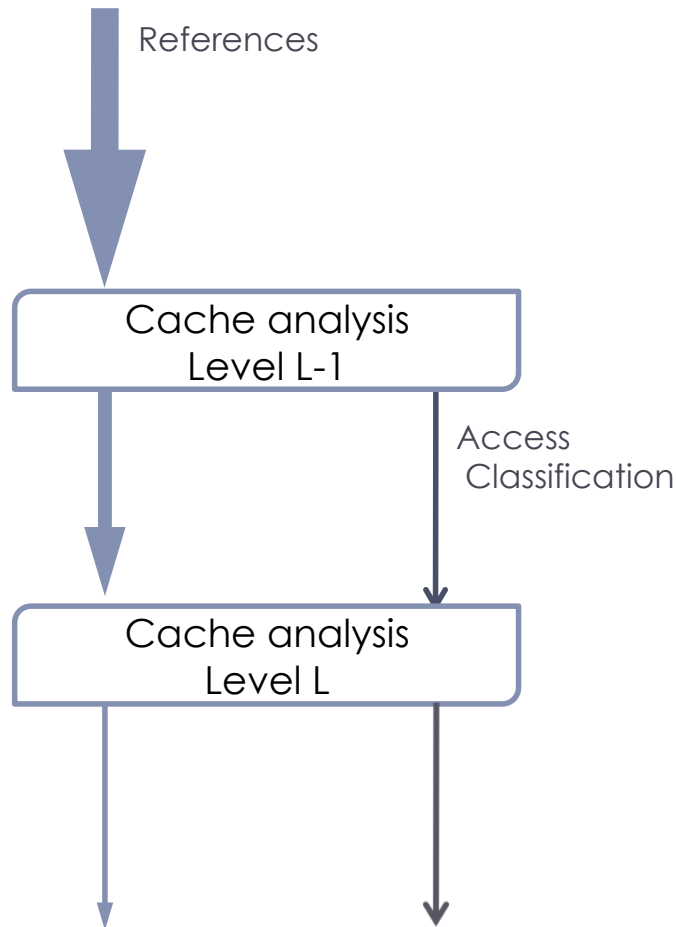 References
Cache analysis
Level L-1
Access
Classification
Cache analysis
Level L